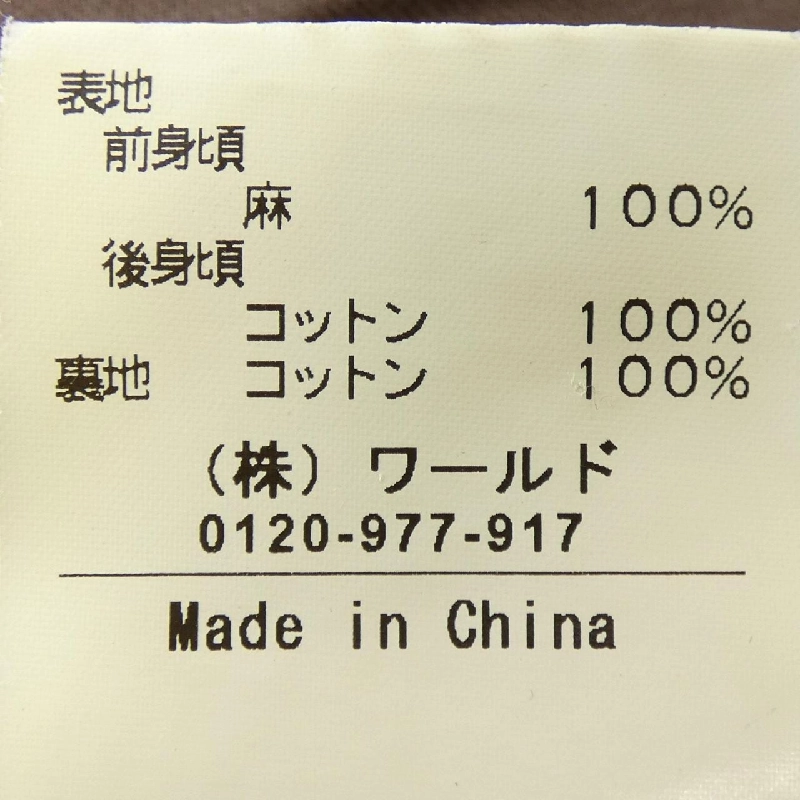 表地
前身頃
麻 100%
後身頃
コットン 100%
裏地 コットン 100%
(株) ワールド
0120-977-917
Made in China